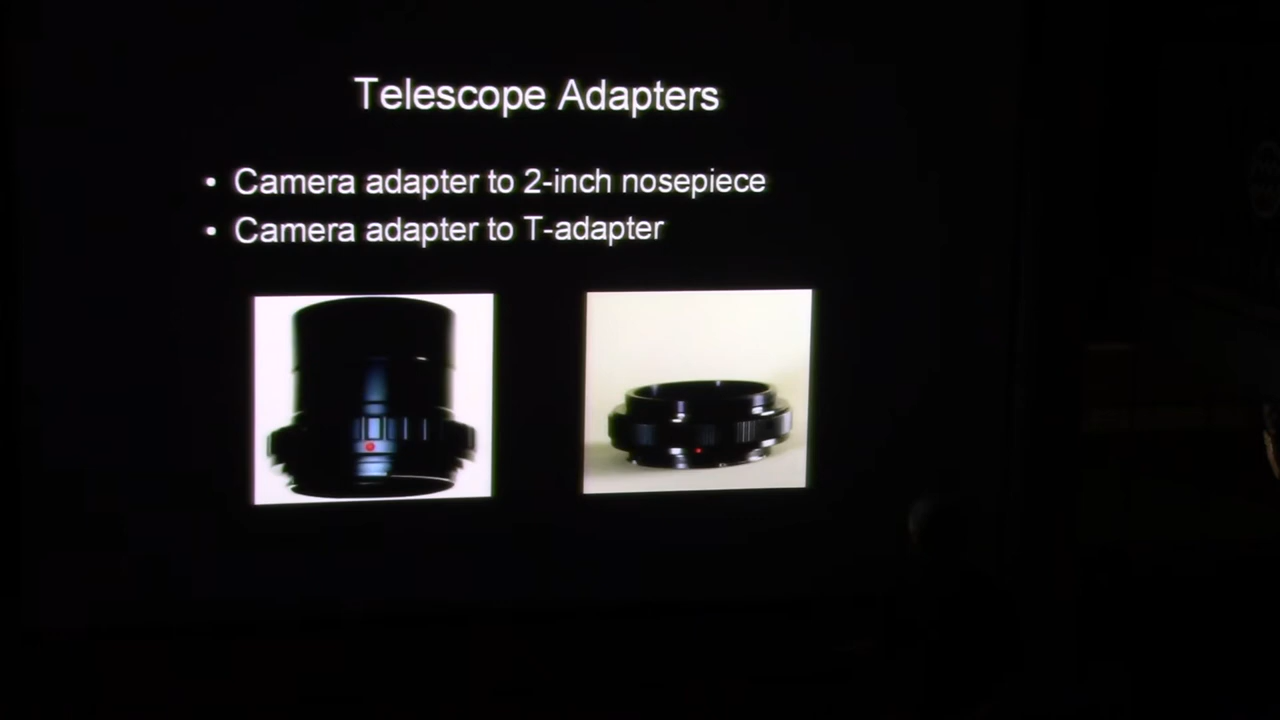 Telescope Adapters
• Camera adapter to 2-inch nosepiece
• Camera adapter to T-adapter